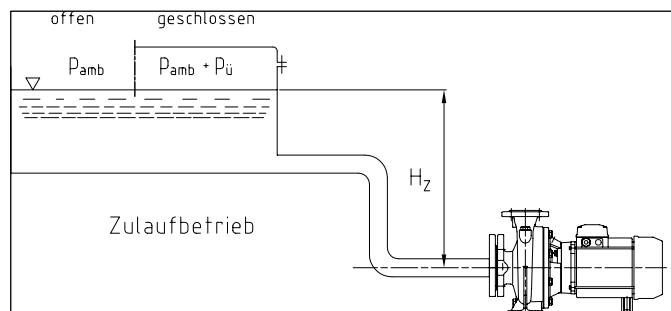 offen geschlossen
Pamb Pamb + Pü
HZ
Zulaufbetrieb